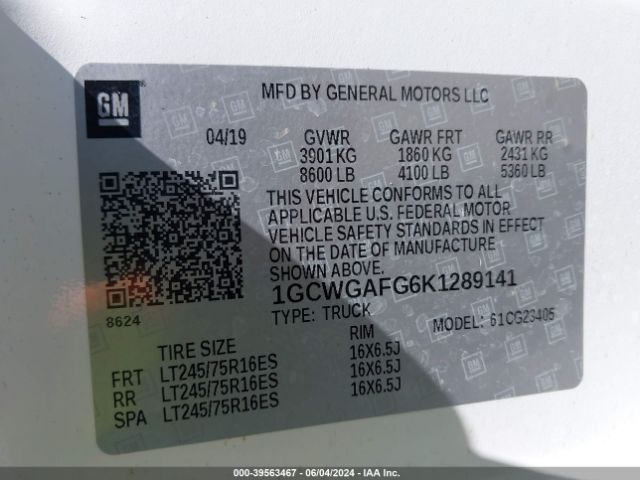 GM
MFD BY GENERAL MOTORS LLC
04/19 GVWR GAWR FRT GAWR RR
3901 KG 1860 KG 2431 KG
8600 LB 4100 LB 5360 LB
THIS VEHICLE CONFORMS TO ALL
APPLICABLE U.S. FEDERAL MOTOR
VEHICLE SAFETY STANDARDS IN EFFECT
ON THE DATE OF MANUFACTURE
SHOWN ABOVE.
1GCWGAFG6K1289141
8624
TYPE: TRUCK MODEL: 61CG23405
TIRE SIZE RIM
FRT LT245/75R16ES 16X6.5J
RR LT245/75R16ES 16X6.5J
SPA LT245/75R16ES 16X6.5J
000-39563467 - 06/04/2024 - IAA Inc.